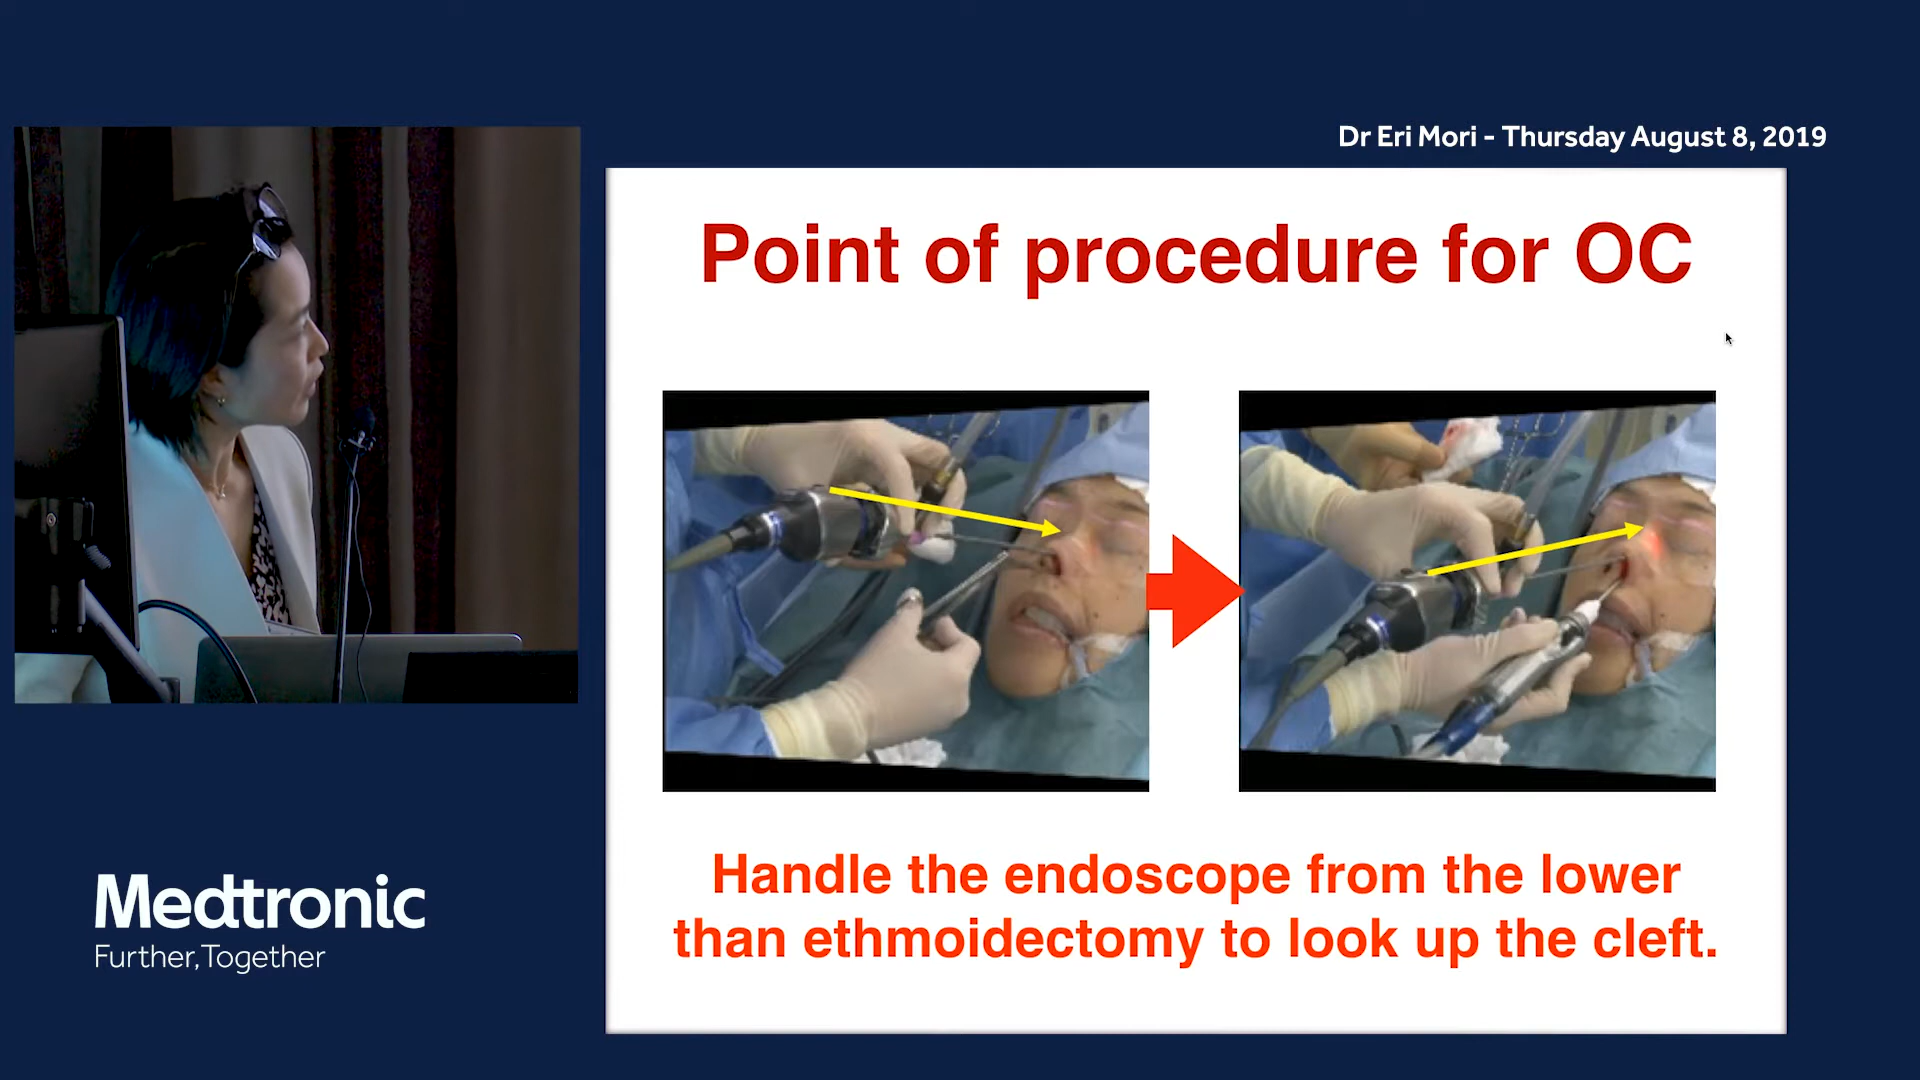 Dr Eri Mori - Thursday August 8, 2019
Point of procedure for OC
Handle the endoscope from the lower
than ethmoidectomy to look up the cleft.
Medtronic
Further, Together